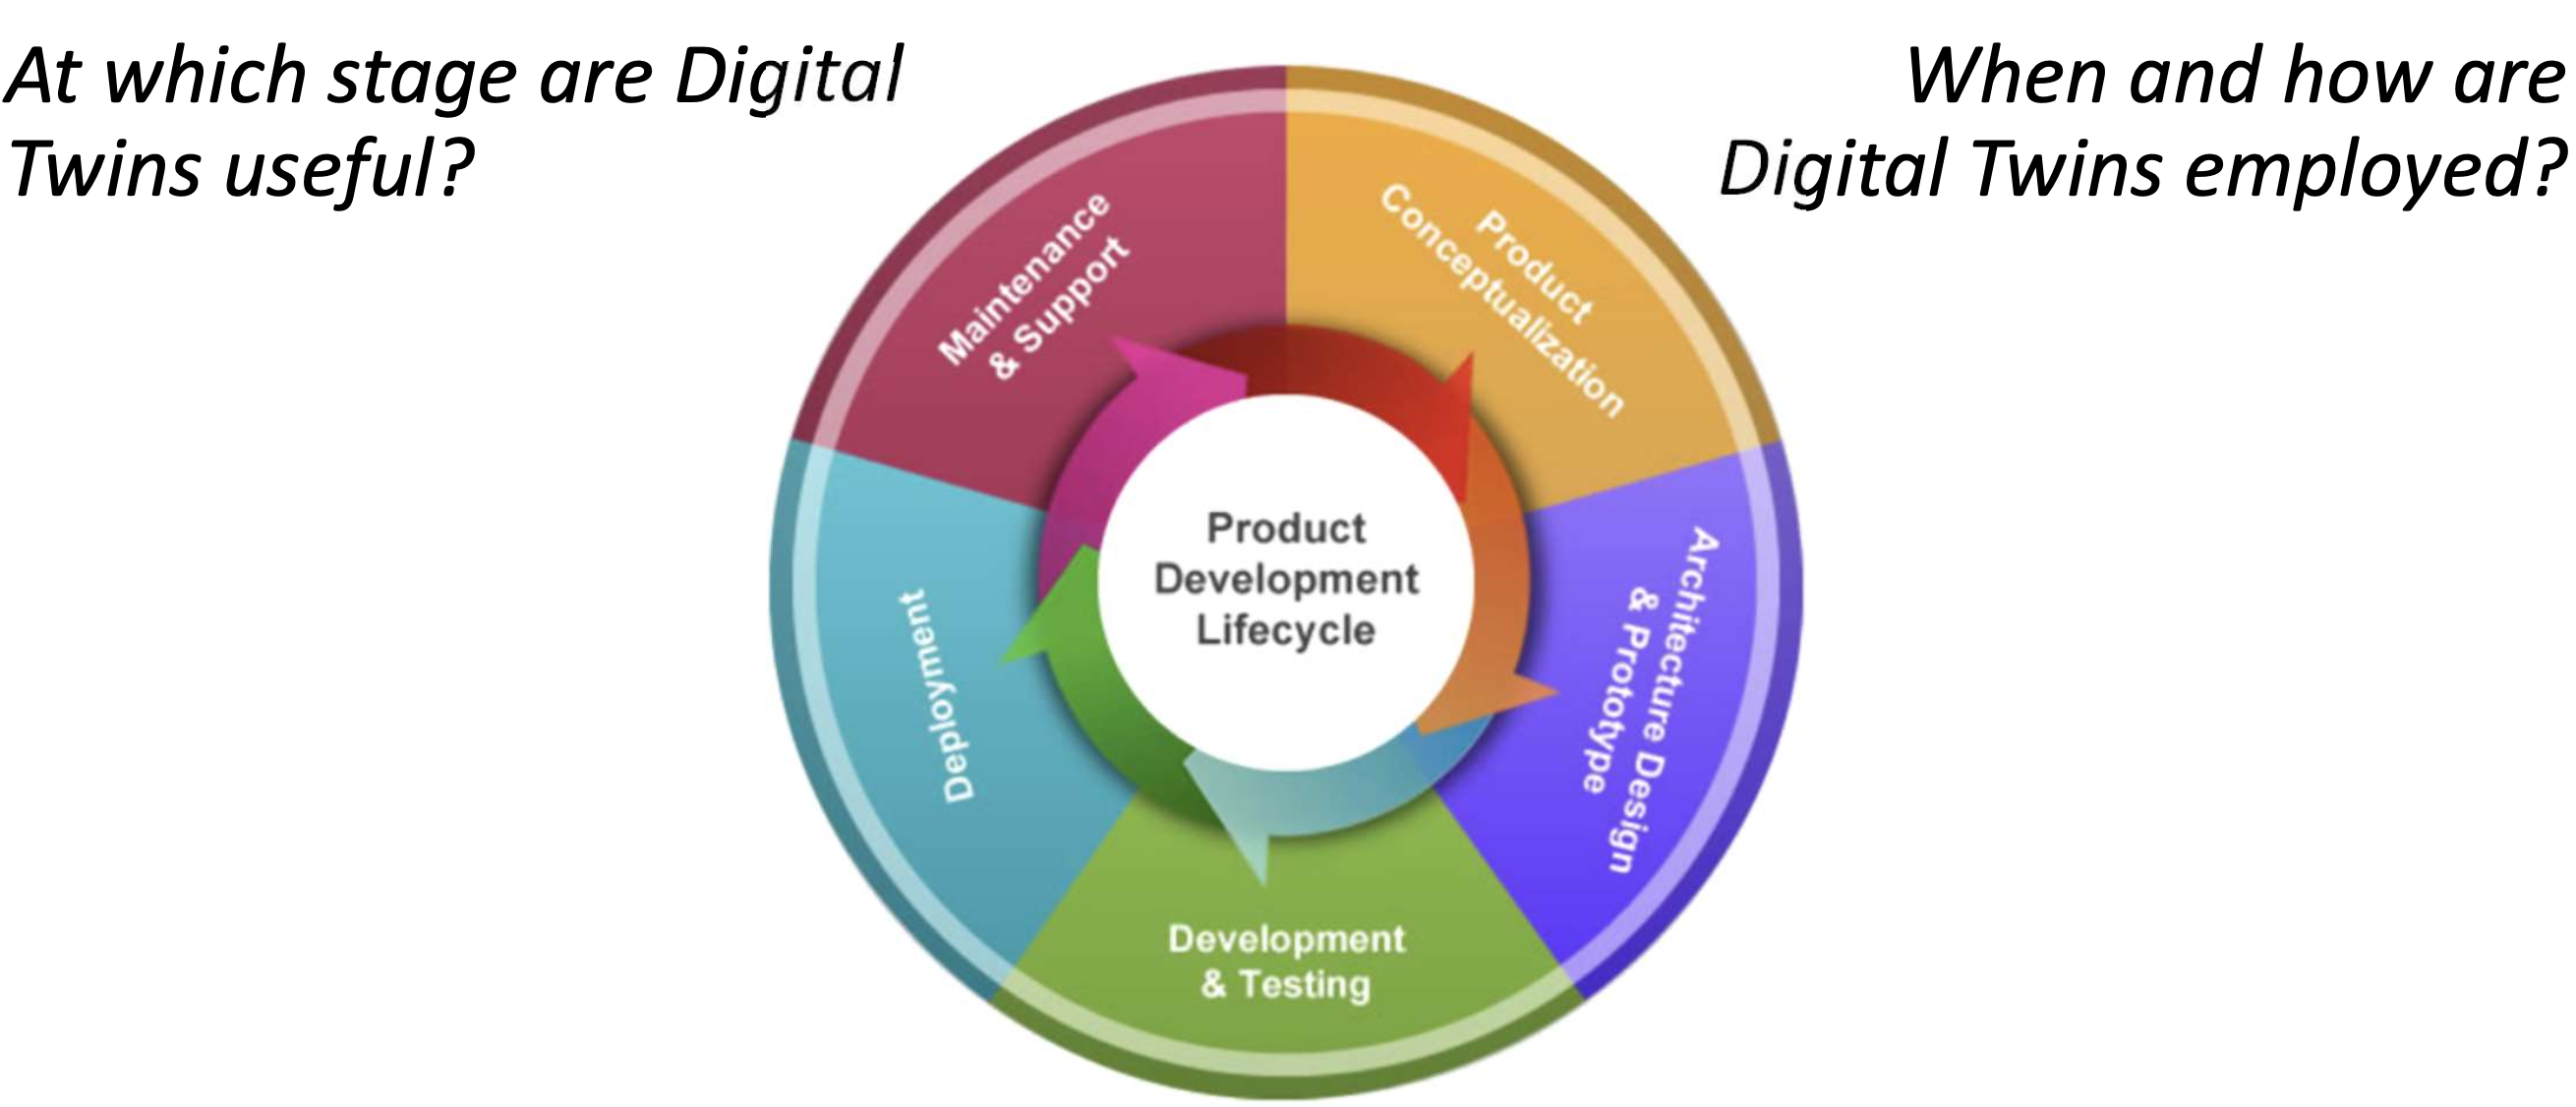 At which stage are Digital
Twins useful?
When and how are
Digital Twins employed?
Product
Conceptualization
Architecture Design
& Prototype
Development
& Testing
Deployment
Maintenance
& Support
Product
Development
Lifecycle